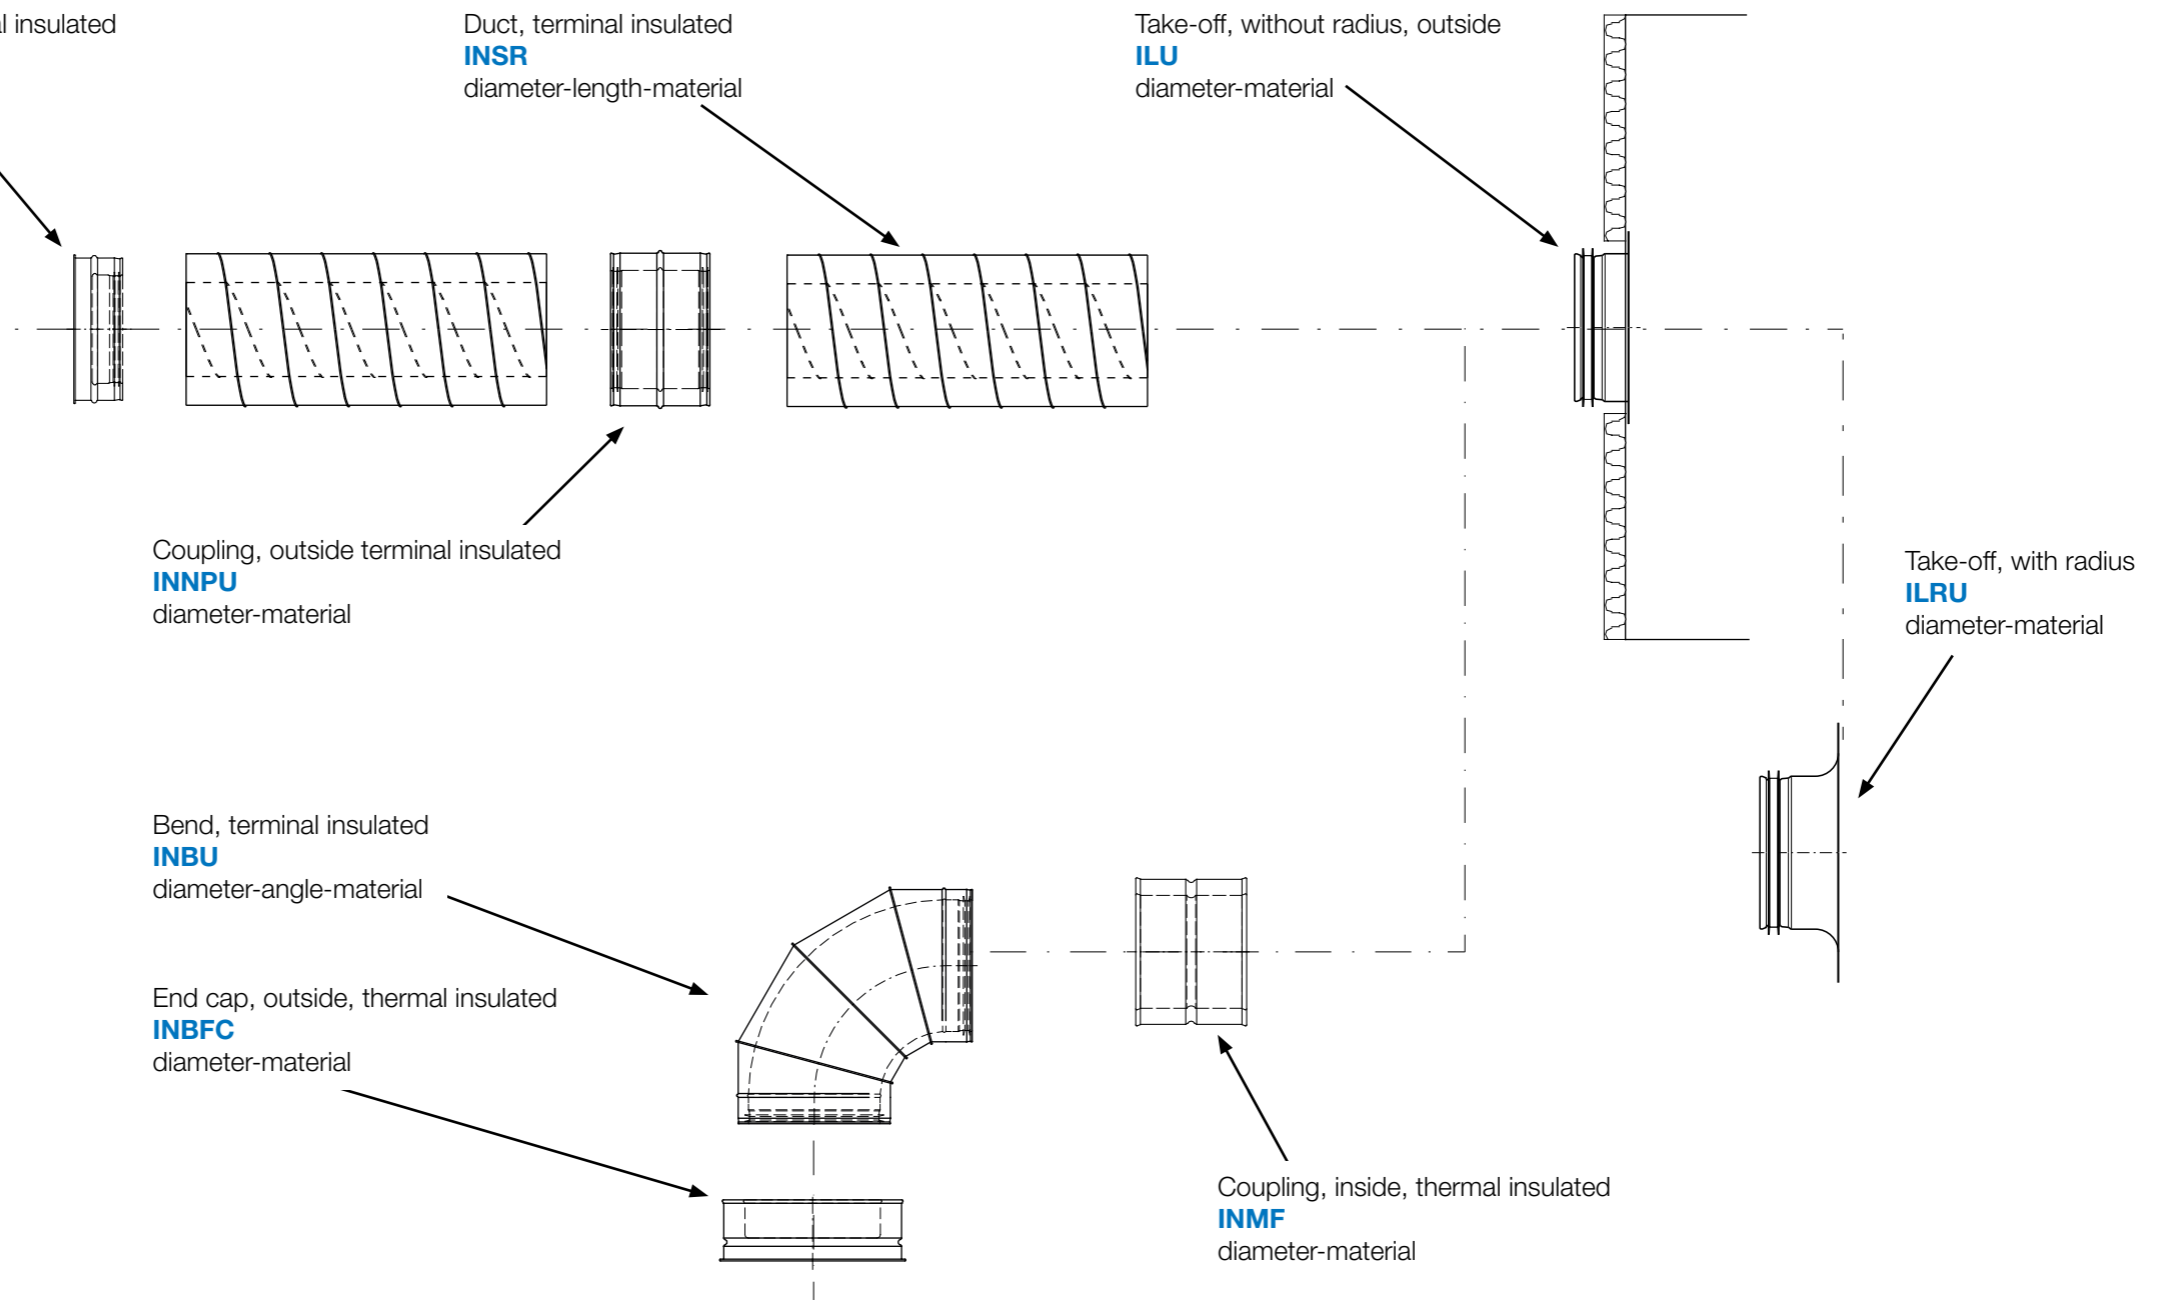 insulated
Duct, terminal insulated
INSR
diameter-length-material
Take-off, without radius, outside
ILU
diameter-material
Coupling, outside terminal insulated
INNPU
diameter-material
Take-off, with radius
ILRU
diameter-material
Bend, terminal insulated
INBU
diameter-angle-material
End cap, outside, thermal insulated
INBFC
diameter-material
Coupling, inside, thermal insulated
INMF
diameter-material